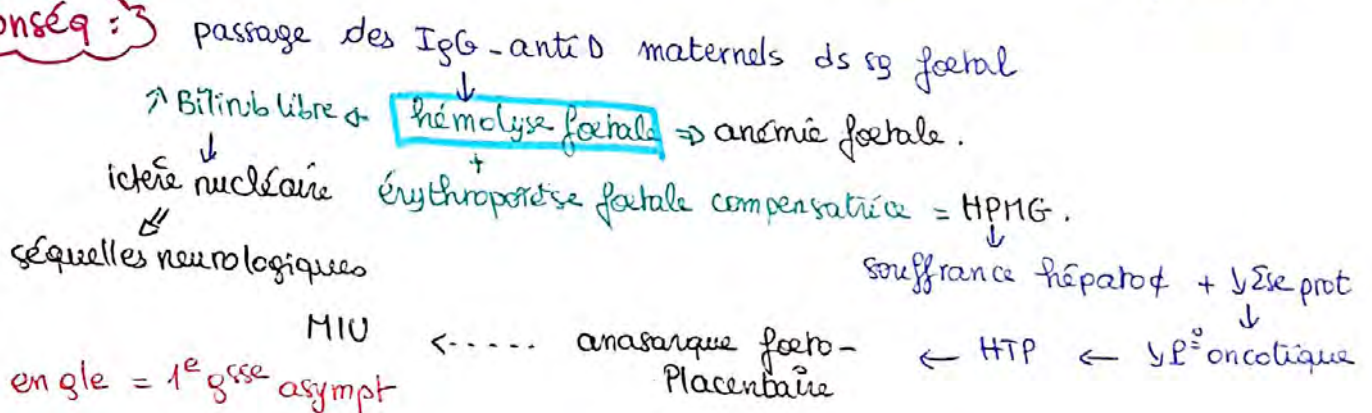 onséq : passage des IgG-anti D maternels ds sg foetal
↗ Bilirub libre ← hémolyse foetale ⇒ anémie foetale.
ictère nucléaire érythropoïèse foetale compensatrice = HPMG.
séquelles neurologiques souffrance hépato¢ + ↘Σse prot
MIU <..... anasarque foeto- ← HTP ← ↘P° oncotique
Placentaire
en gle = 1e gsse asympt